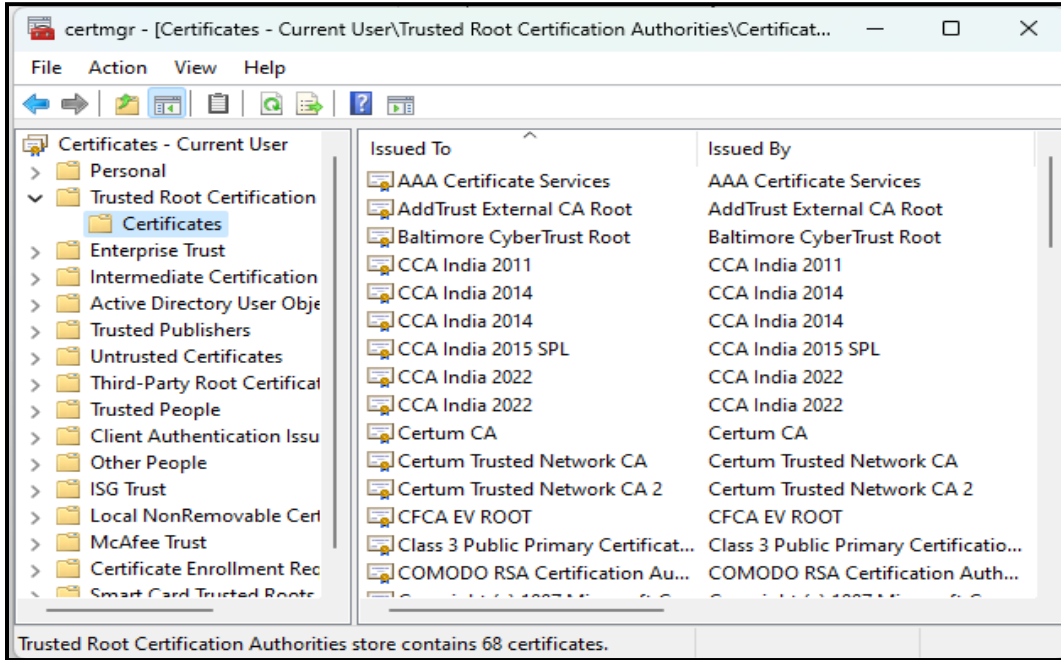 certmgr - [Certificates - Current User\Trusted Root Certification Authorities\Certificat...
File Action View Help
Certificates - Current User
Personal
Trusted Root Certification
Certificates
Enterprise Trust
Intermediate Certification
Active Directory User Obje
Trusted Publishers
Untrusted Certificates
Third-Party Root Certificat
Trusted People
Client Authentication Issu
Other People
ISG Trust
Local NonRemovable Cert
McAfee Trust
Certificate Enrollment Req
Smart Card Trusted Roots
Issued To Issued By
AAA Certificate Services AAA Certificate Services
AddTrust External CA Root AddTrust External CA Root
Baltimore CyberTrust Root Baltimore CyberTrust Root
CCA India 2011 CCA India 2011
CCA India 2014 CCA India 2014
CCA India 2014 CCA India 2014
CCA India 2015 SPL CCA India 2015 SPL
CCA India 2022 CCA India 2022
CCA India 2022 CCA India 2022
Certum CA Certum CA
Certum Trusted Network CA Certum Trusted Network CA
Certum Trusted Network CA 2 Certum Trusted Network CA 2
CFCA EV ROOT CFCA EV ROOT
Class 3 Public Primary Certificat... Class 3 Public Primary Certificatio...
COMODO RSA Certification Au... COMODO RSA Certification Auth...
Trusted Root Certification Authorities store contains 68 certificates.